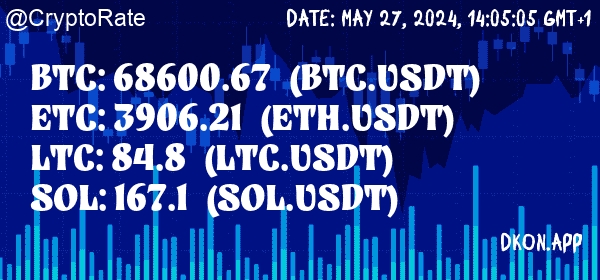 @CryptoRate
DATE: MAY 27, 2024, 14:05:05 GMT+1
BTC: 68600.67 (BTC.USDT)
ETC: 3906.21 (ETH.USDT)
LTC: 84.8 (LTC.USDT)
SOL: 167.1 (SOL.USDT)
DKON.APP